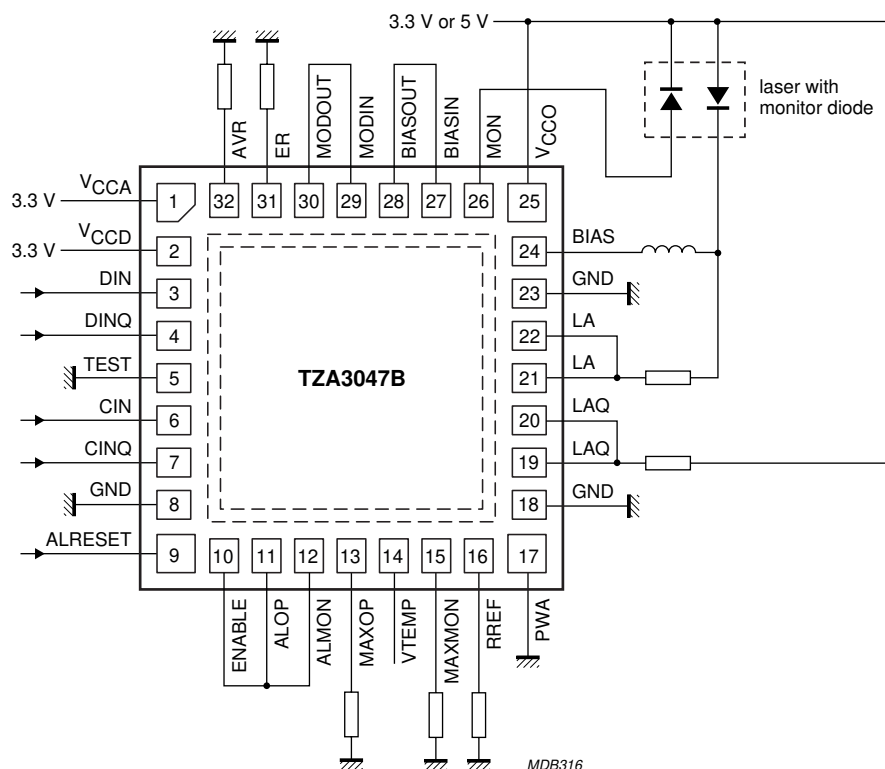 3.3 V or 5 V
laser with
monitor diode
AVR
ER
MODOUT
MODIN
BIASOUT
BIASIN
MON
VCCO
32
31
30
29
28
27
26
25
3.3 V
VCCA
1
3.3 V
VCCD
2
DIN
3
DINQ
4
TEST
5
CIN
6
CINQ
7
GND
8
ALRESET
9
TZA3047B
24
BIAS
23
GND
22
LA
21
LA
20
LAQ
19
LAQ
18
GND
10
11
12
13
14
15
16
17
ENABLE
ALOP
ALMON
MAXOP
VTEMP
MAXMON
RREF
PWA
MDB316